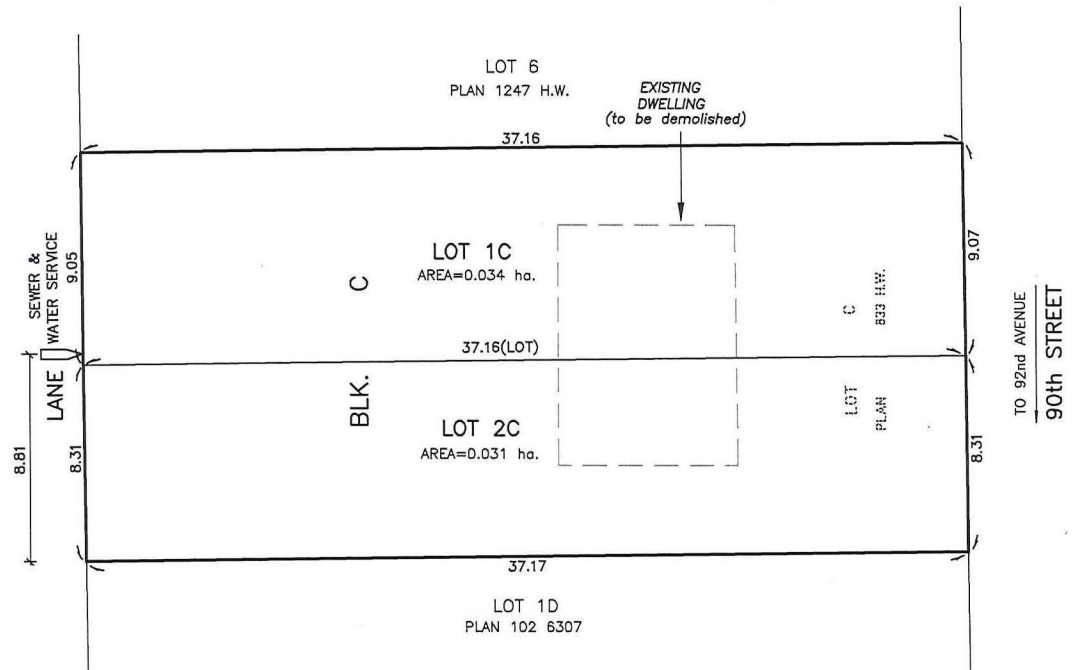 LOT 6
PLAN 1247 H.W.
EXISTING
DWELLING
(to be demolished)
37.16
SEWER &
WATER SERVICE
9.05
LOT 1C
AREA=0.034 ha.
C
C
833 H.W.
9.07
TO 92nd AVENUE
90th STREET
37.16(LOT)
LANE
8.81
8.31
BLK.
LOT 2C
AREA=0.031 ha.
LOT
PLAN
8.31
37.17
LOT 1D
PLAN 102 6307